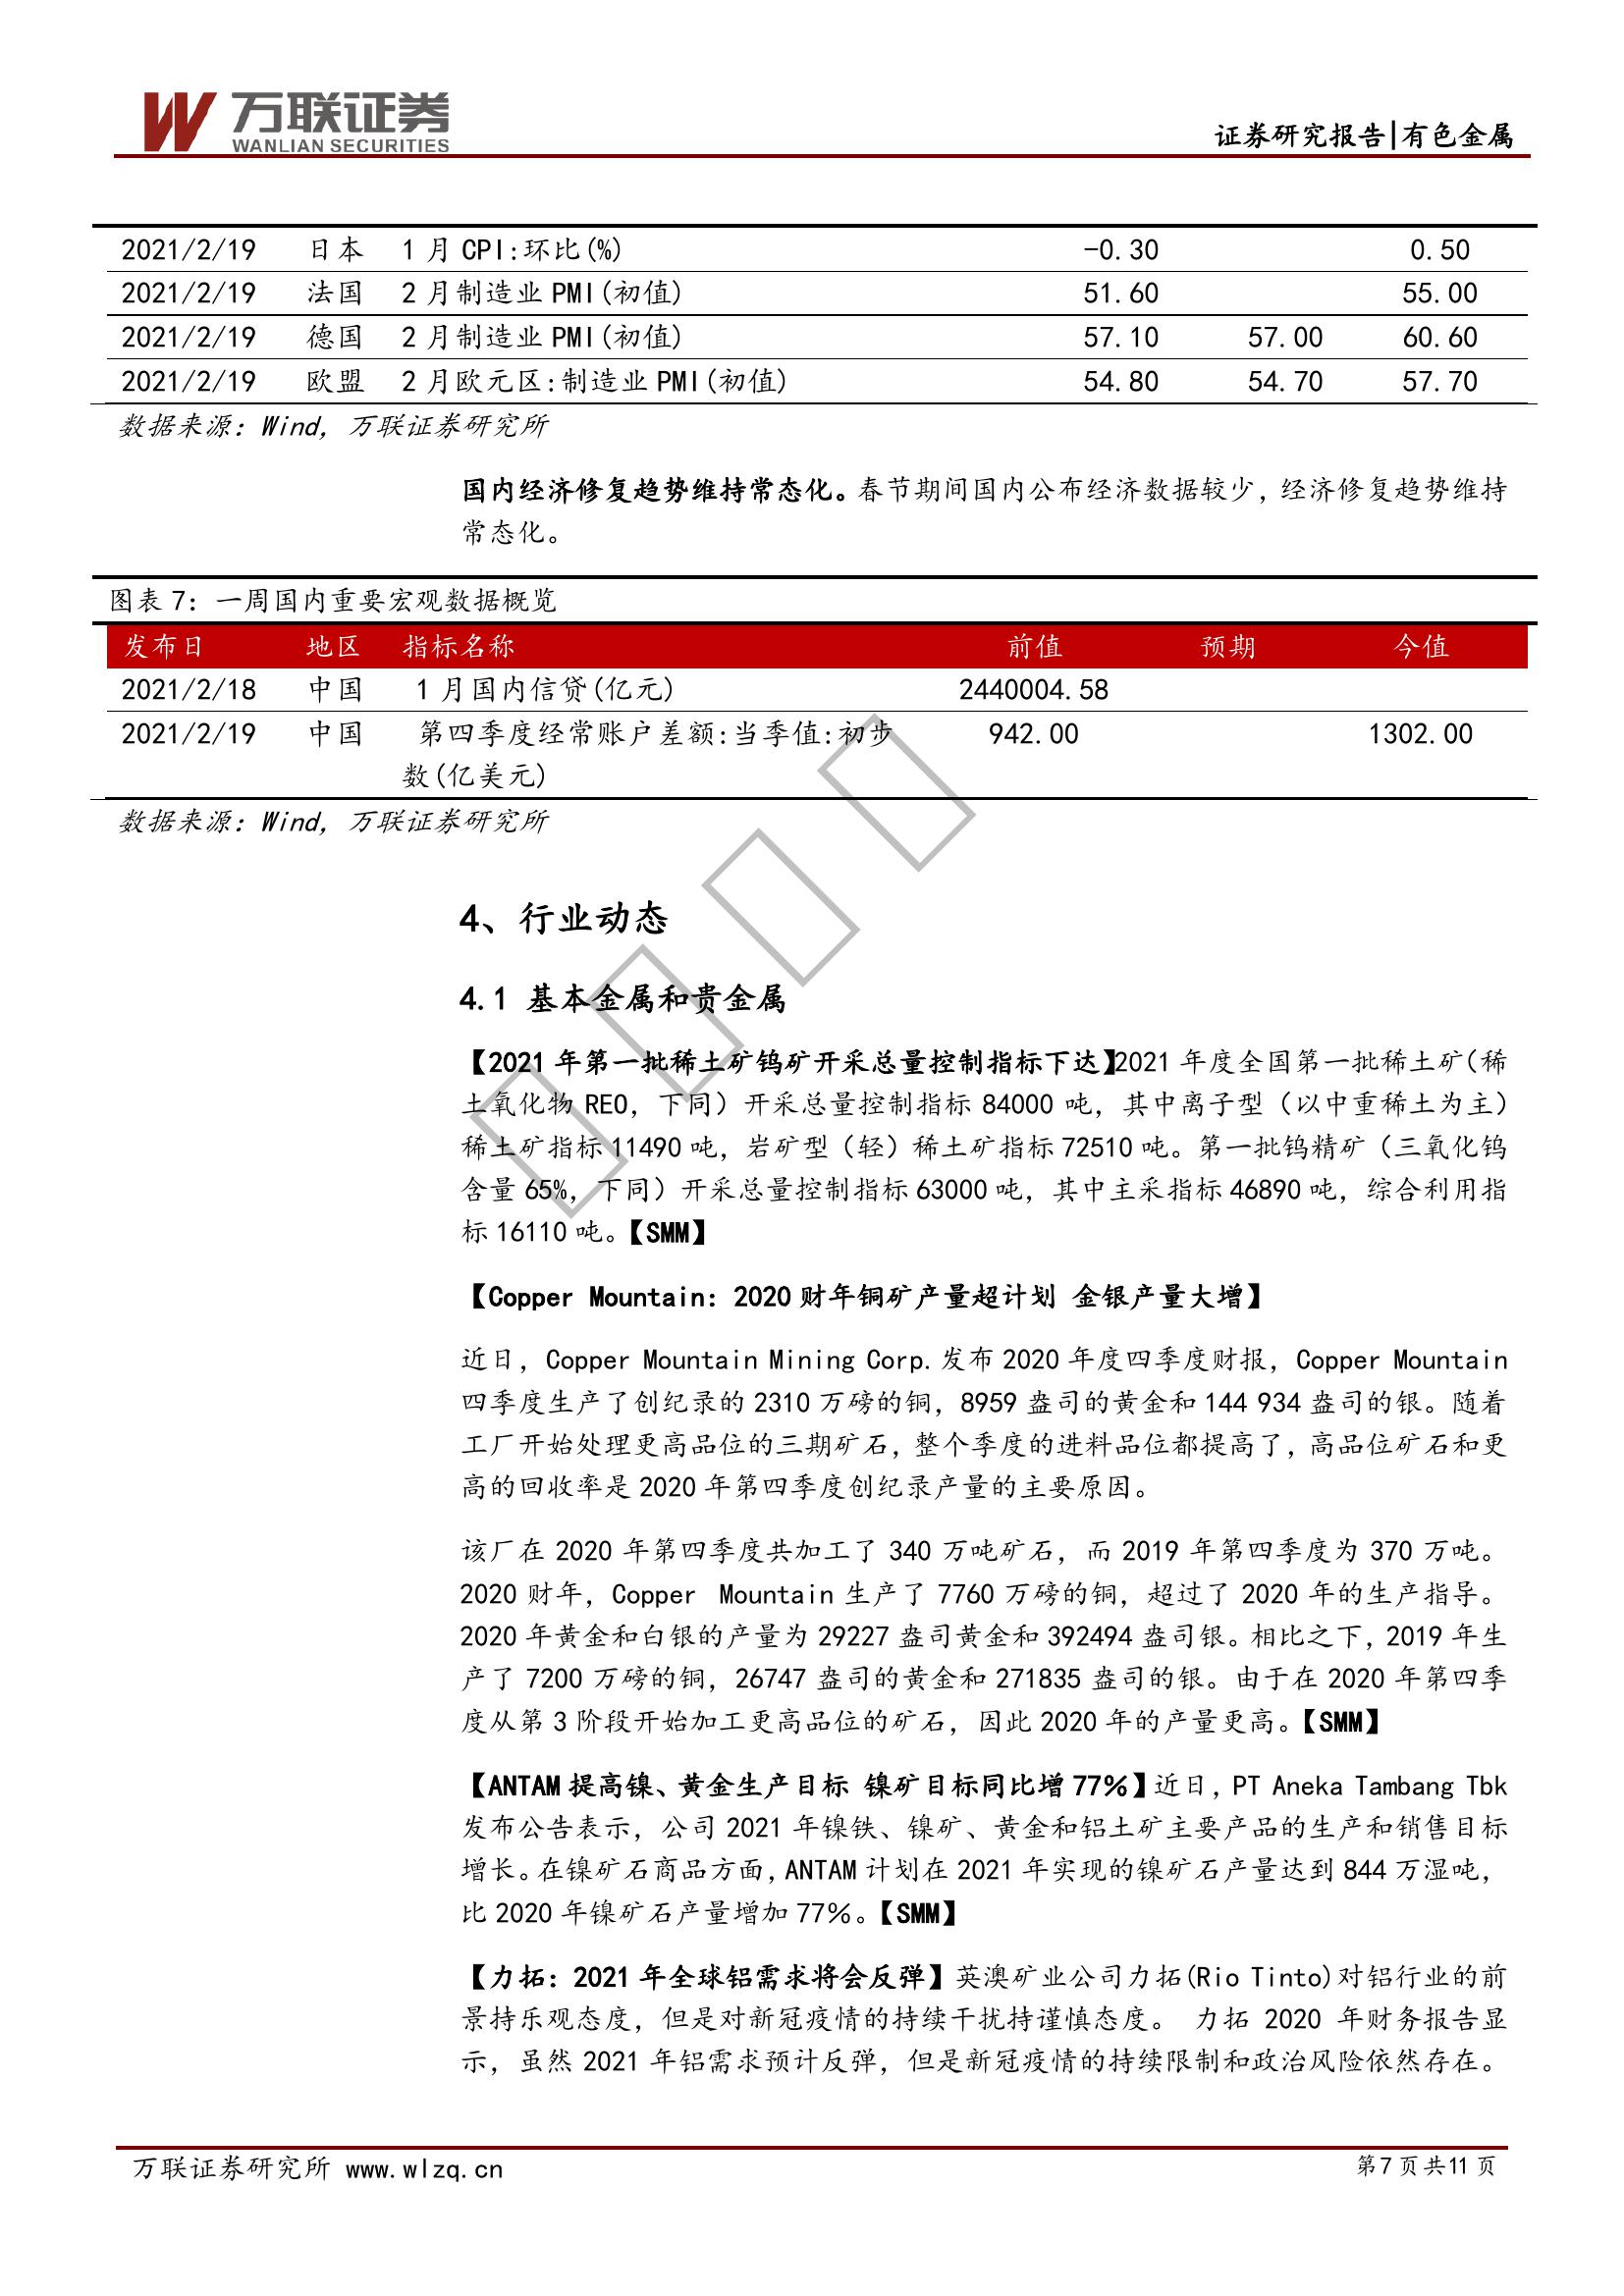 万联证券
WANLIAN SECURITIES
证券研究报告|有色金属
2021/2/19 日本 1 月 CPI:环比(%) -0.30 0.50
2021/2/19 法国 2 月制造业 PMI(初值) 51.60 55.00
2021/2/19 德国 2 月制造业 PMI(初值) 57.10 57.00 60.60
2021/2/19 欧盟 2 月欧元区:制造业 PMI(初值) 54.80 54.70 57.70
数据来源：Wind，万联证券研究所
国内经济修复趋势维持常态化。春节期间国内公布经济数据较少，经济修复趋势维持
常态化。
图表 7：一周国内重要宏观数据概览
发布日 地区 指标名称 前值 预期 今值
2021/2/18 中国 1 月国内信贷(亿元) 2440004.58
2021/2/19 中国 第四季度经常账户差额:当季值:初步 942.00 1302.00
数(亿美元)
数据来源：Wind，万联证券研究所
4、行业动态
4.1 基本金属和贵金属
【2021 年第一批稀土矿钨矿开采总量控制指标下达】2021 年度全国第一批稀土矿（稀
土氧化物 REO，下同）开采总量控制指标 84000 吨，其中离子型（以中重稀土为主）
稀土矿指标 11490 吨，岩矿型（轻）稀土矿指标 72510 吨。第一批钨精矿（三氧化钨
含量 65%，下同）开采总量控制指标 63000 吨，其中主采指标 46890 吨，综合利用指
标 16110 吨。【SMM】
【Copper Mountain：2020 财年铜矿产量超计划 金银产量大增】
近日，Copper Mountain Mining Corp.发布 2020 年度四季度财报，Copper Mountain
四季度生产了创纪录的 2310 万磅的铜，8959 盎司的黄金和 144 934 盎司的银。随着
工厂开始处理更高品位的三期矿石，整个季度的进料品位都提高了，高品位矿石和更
高的回收率是 2020 年第四季度创纪录产量的主要原因。
该厂在 2020 年第四季度共加工了 340 万吨矿石，而 2019 年第四季度为 370 万吨。
2020 财年，Copper Mountain 生产了 7760 万磅的铜，超过了 2020 年的生产指导。
2020 年黄金和白银的产量为 29227 盎司黄金和 392494 盎司银。相比之下，2019 年生
产了 7200 万磅的铜，26747 盎司的黄金和 271835 盎司的银。由于在 2020 年第四季
度从第 3 阶段开始加工更高品位的矿石，因此 2020 年的产量更高。【SMM】
【ANTAM 提高镍、黄金生产目标 镍矿目标同比增 77%】近日，PT Aneka Tambang Tbk
发布公告表示，公司 2021 年镍铁、镍矿、黄金和铝土矿主要产品的生产和销售目标
增长。在镍矿石商品方面，ANTAM 计划在 2021 年实现的镍矿石产量达到 844 万湿吨，
比 2020 年镍矿石产量增加 77%。【SMM】
【力拓：2021 年全球铝需求将会反弹】英澳矿业公司力拓(Rio Tinto)对铝行业的前
景持乐观态度，但是对新冠疫情的持续干扰持谨慎态度。 力拓 2020 年财务报告显
示，虽然 2021 年铝需求预计反弹，但是新冠疫情的持续限制和政治风险依然存在。
万联证券研究所 www.wlzq.cn 第 7 页 共 11 页